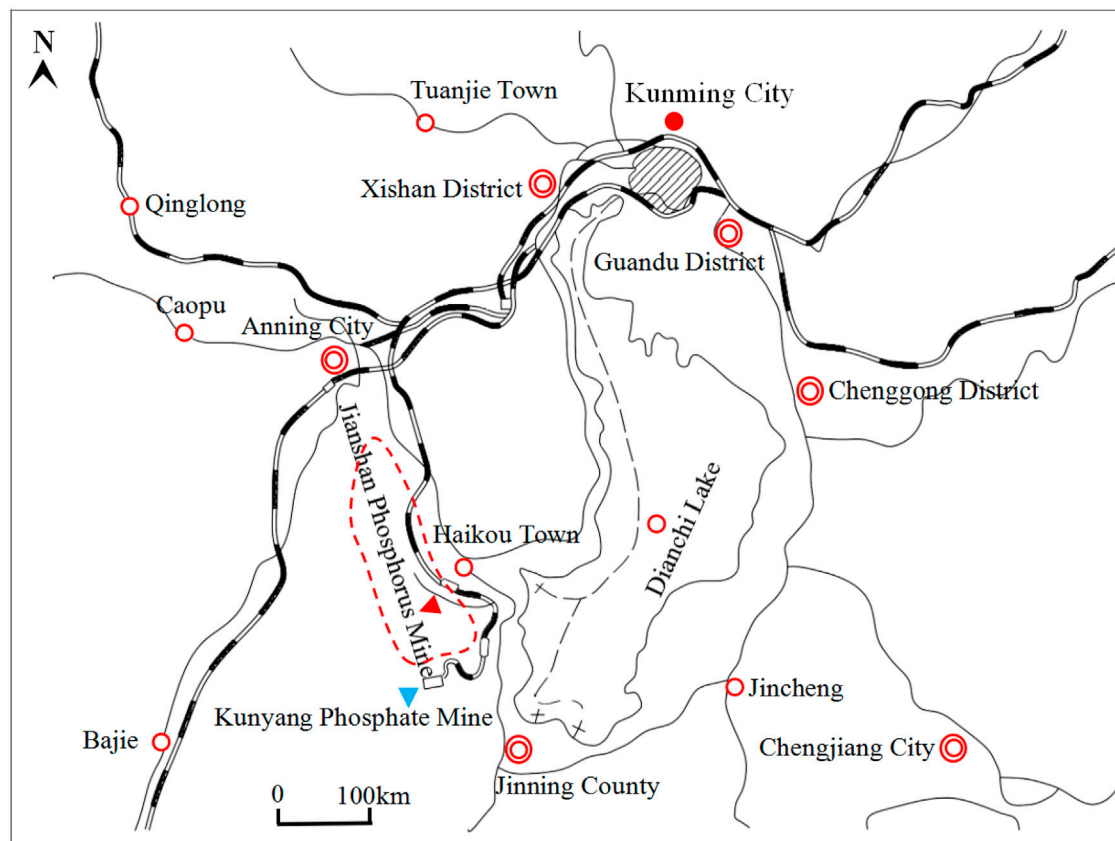 N
Tuanjie Town
Kunming City
Xishan District
Qinglong
Guandu District
Caopu
Anning City
Chenggong District
Jianshan Phosphorus Mine
Haikou Town
Dianchi Lake
Jincheng
Kunyang Phosphate Mine
Bajie
Chengjiang City
Jinning County
0 100km